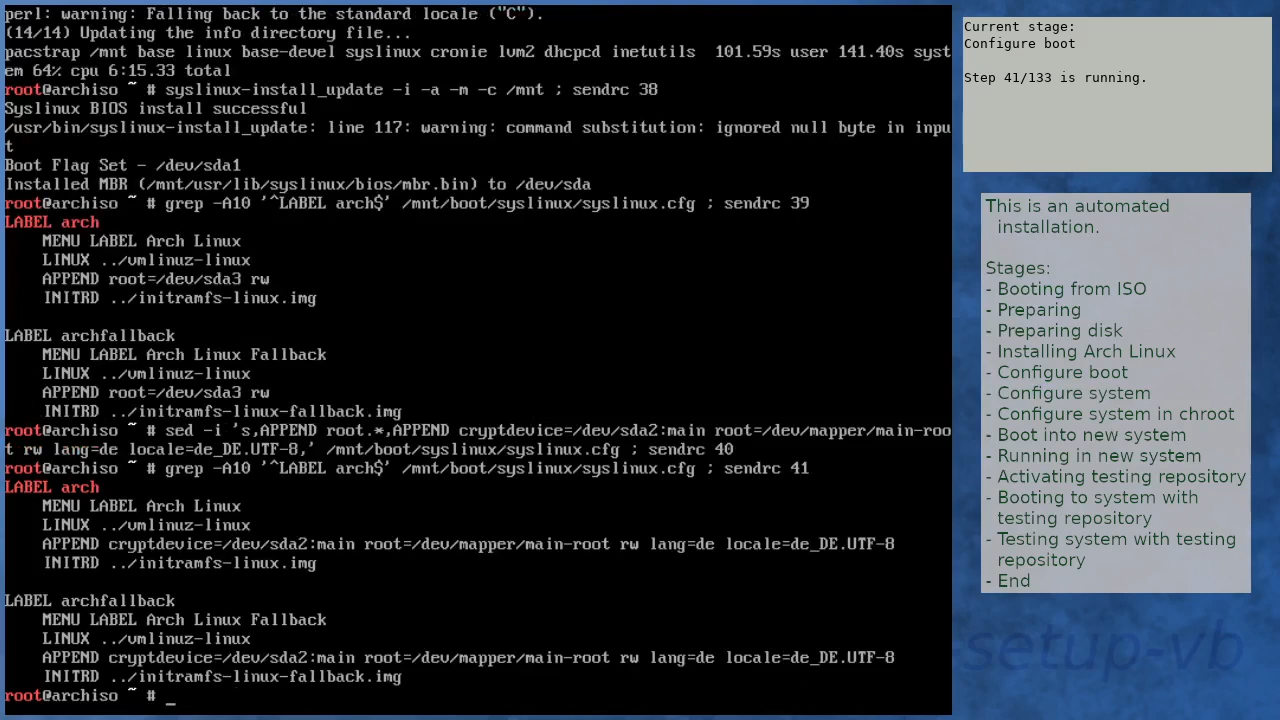 perl: warning: Falling back to the standard locale ("C").
(14/14) Updating the info directory file...
pacstrap /mnt base linux base-devel syslinux cronie lvm2 dhcpcd inetutils  101.59s user 141.40s syst
em 64% cpu 6:15.33 total
root@archiso ~ # syslinux-install_update -i -a -m -c /mnt ; sendrc 38
Syslinux BIOS install successful
/usr/bin/syslinux-install_update: line 117: warning: command substitution: ignored null byte in inpu
t
Boot Flag Set - /dev/sda1
Installed MBR (/mnt/usr/lib/syslinux/bios/mbr.bin) to /dev/sda
root@archiso ~ # grep -A10 '^LABEL arch$' /mnt/boot/syslinux/syslinux.cfg ; sendrc 39
LABEL arch
    MENU LABEL Arch Linux
    LINUX ../vmlinuz-linux
    APPEND root=/dev/sda3 rw
    INITRD ../initramfs-linux.img

LABEL archfallback
    MENU LABEL Arch Linux Fallback
    LINUX ../vmlinuz-linux
    APPEND root=/dev/sda3 rw
    INITRD ../initramfs-linux-fallback.img
root@archiso ~ # sed -i 's,APPEND root.*,APPEND cryptdevice=/dev/sda2:main root=/dev/mapper/main-roo
t rw lang=de locale=de_DE.UTF-8,' /mnt/boot/syslinux/syslinux.cfg ; sendrc 40
root@archiso ~ # grep -A10 '^LABEL arch$' /mnt/boot/syslinux/syslinux.cfg ; sendrc 41
LABEL arch
    MENU LABEL Arch Linux
    LINUX ../vmlinuz-linux
    APPEND cryptdevice=/dev/sda2:main root=/dev/mapper/main-root rw lang=de locale=de_DE.UTF-8
    INITRD ../initramfs-linux.img

LABEL archfallback
    MENU LABEL Arch Linux Fallback
    LINUX ../vmlinuz-linux
    APPEND cryptdevice=/dev/sda2:main root=/dev/mapper/main-root rw lang=de locale=de_DE.UTF-8
    INITRD ../initramfs-linux-fallback.img
root@archiso ~ # _
Current stage:
Configure boot

Step 41/133 is running.
This is an automated
installation.

Stages:
- Booting from ISO
- Preparing
- Preparing disk
- Installing Arch Linux
- Configure boot
- Configure system
- Configure system in chroot
- Boot into new system
- Running in new system
- Activating testing repository
- Booting to system with
testing repository
- Testing system with testing
repository
- End
setup-vb